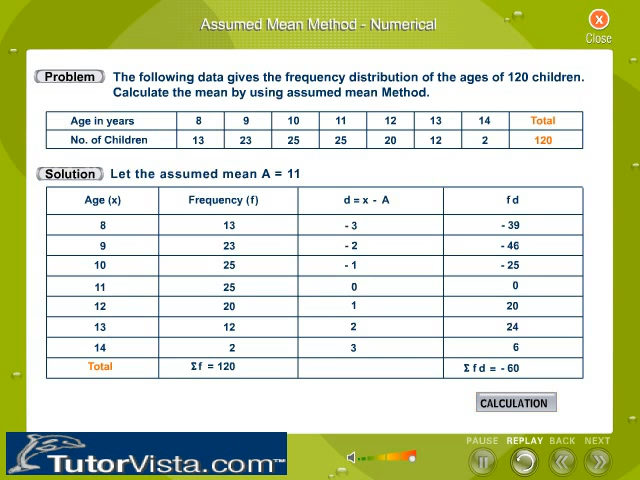 Assumed Mean Method - Numerical
X
Close
Problem The following data gives the frequency distribution of the ages of 120 children.
Calculate the mean by using assumed mean Method.
Age in years 8 9 10 11 12 13 14 Total
No. of Children 13 23 25 25 20 12 2 120
Solution Let the assumed mean A = 11
Age (x) Frequency (f) d = x - A f d
8 13 - 3 - 39
9 23 - 2 - 46
10 25 - 1 - 25
11 25 0 0
12 20 1 20
13 12 2 24
14 2 3 6
Total Σf = 120 Σ f d = - 60
CALCULATION
PAUSE REPLAY BACK NEXT
TutorVista.com™